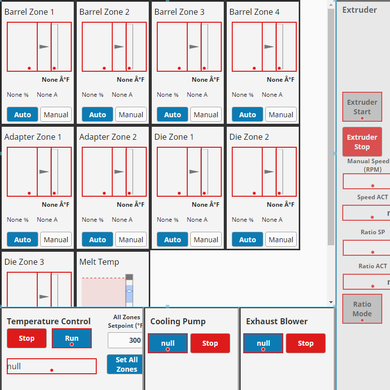 Barrel Zone 1
Barrel Zone 2
Barrel Zone 3
Barrel Zone 4
None Â°F
None Â°F
None Â°F
None Â°F
None %  None A
None %  None A
None %  None A
None %  None A
Auto  Manual
Auto  Manual
Auto  Manual
Auto  Manual
Adapter Zone 1
Adapter Zone 2
Die Zone 1
Die Zone 2
None Â°F
None Â°F
None Â°F
None Â°F
None %  None A
None %  None A
None %  None A
None %  None A
Auto  Manual
Auto  Manual
Auto  Manual
Auto  Manual
Die Zone 3
Melt Temp
Temperature Control
Stop
Run
null
All Zones
Setpoint (°F
300
Set All
Zones
Cooling Pump
null
Stop
Exhaust Blower
null
Stop
Extruder
Extruder
Start
Extruder
Stop
Manual Speed
(RPM)
Speed ACT
Ratio SP
Ratio ACT
Ratio
Mode